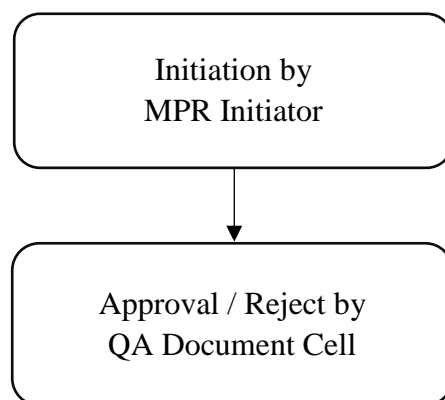 Initiation by
MPR Initiator
Approval / Reject by
QA Document Cell